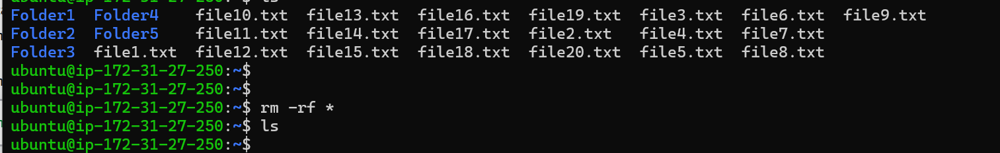 Folder1  Folder4    file10.txt  file13.txt  file16.txt  file19.txt  file3.txt  file6.txt  file9.txt
Folder2  Folder5    file11.txt  file14.txt  file17.txt  file2.txt   file4.txt  file7.txt
Folder3  file1.txt  file12.txt  file15.txt  file18.txt  file20.txt  file5.txt  file8.txt
ubuntu@ip-172-31-27-250:~$
ubuntu@ip-172-31-27-250:~$
ubuntu@ip-172-31-27-250:~$ rm -rf *
ubuntu@ip-172-31-27-250:~$ ls
ubuntu@ip-172-31-27-250:~$